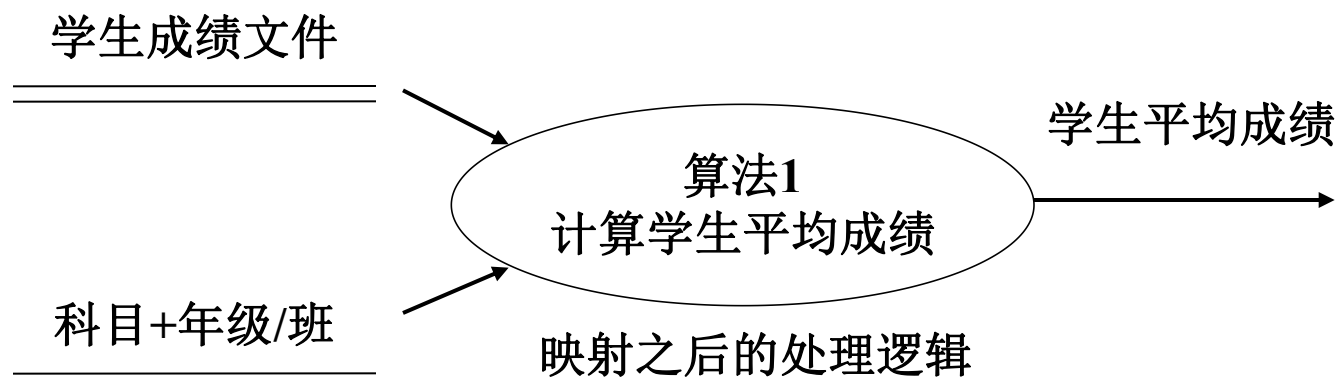 学生成绩文件
学生平均成绩
算法1
计算学生平均成绩
科目+年级/班
映射之后的处理逻辑